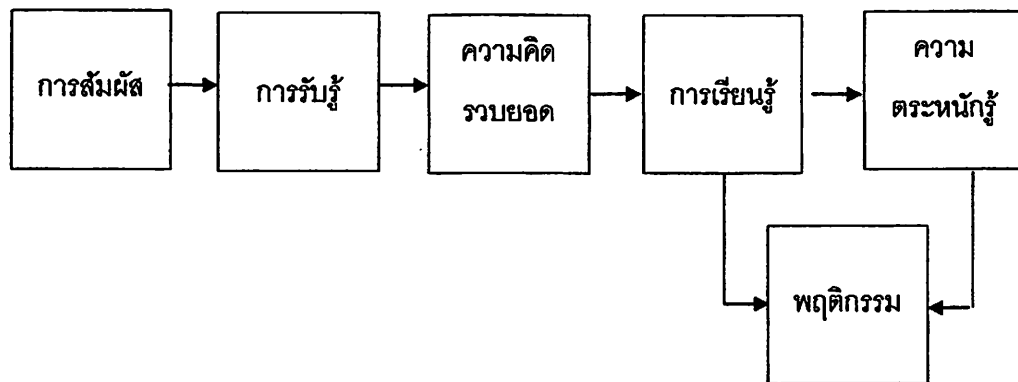 การสัมผัส
การรับรู้
ความคิด
รวบยอด
การเรียนรู้
ความ
ตระหนักรู้
พฤติกรรม